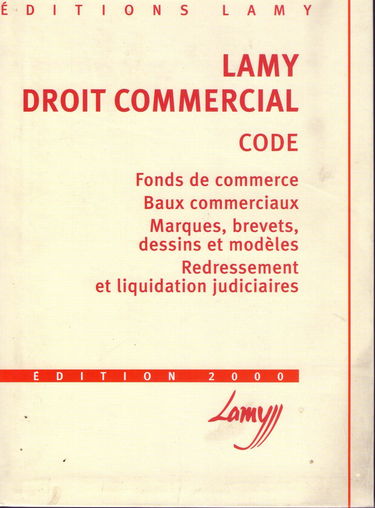 ÉDITIONS LAMY
LAMY
DROIT COMMERCIAL
CODE
Fonds de commerce
Baux commerciaux
Marques, brevets,
dessins et modèles
Redressement
et liquidation judiciaires
ÉDITION 2000
Lamy